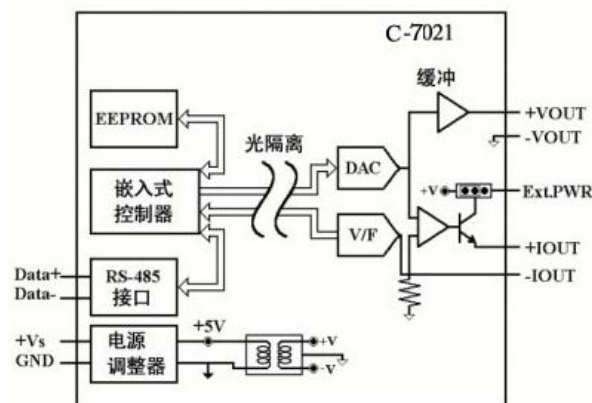 C-7021
缓冲
+VOUT
-VOUT
EEPROM
光隔离
DAC
+V
Ext.PWR
嵌入式
控制器
V/F
+IOUT
-IOUT
Data+
Data-
RS-485
接口
+Vs
GND
电源
调整器
+5V
+V
-V